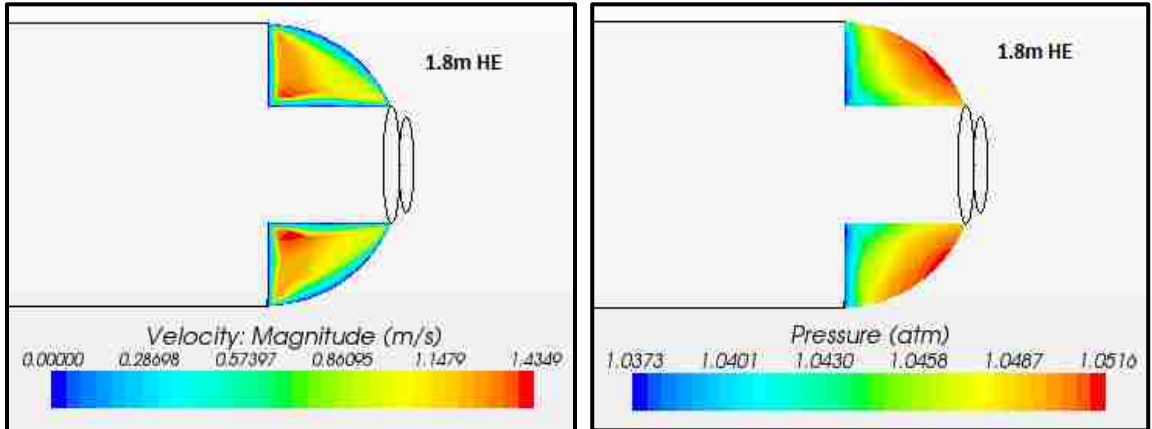 1.8m HE
Velocity: Magnitude (m/s)
0.00000 0.28698 0.57397 0.86095 1.1479 1.4349
1.8m HE
Pressure (atm)
1.0373 1.0401 1.0430 1.0458 1.0487 1.0516